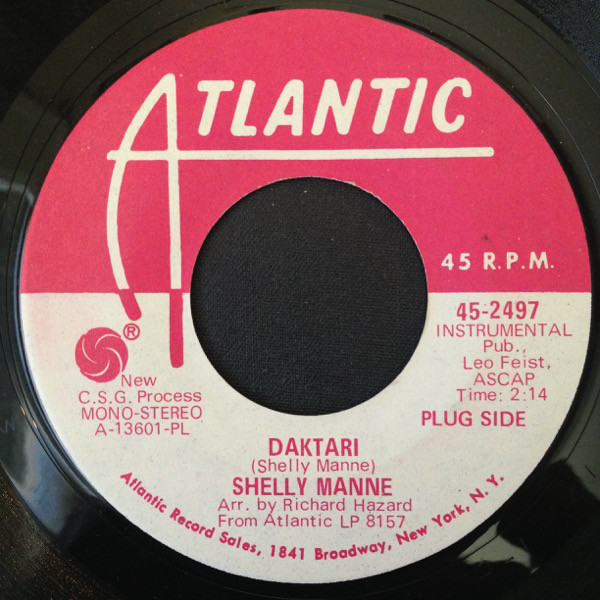 ATLANTIC
45 R.P.M.
45-2497
INSTRUMENTAL
Pub.,
Leo Feist,
ASCAP
Time: 2:14
PLUG SIDE
®
New
C.S.G. Process
MONO-STEREO
A-13601-PL
DAKTARI
(Shelly Manne)
SHELLY MANNE
Arr. by Richard Hazard
From Atlantic LP 8157
Atlantic Record Sales, 1841 Broadway, New York, N.Y.